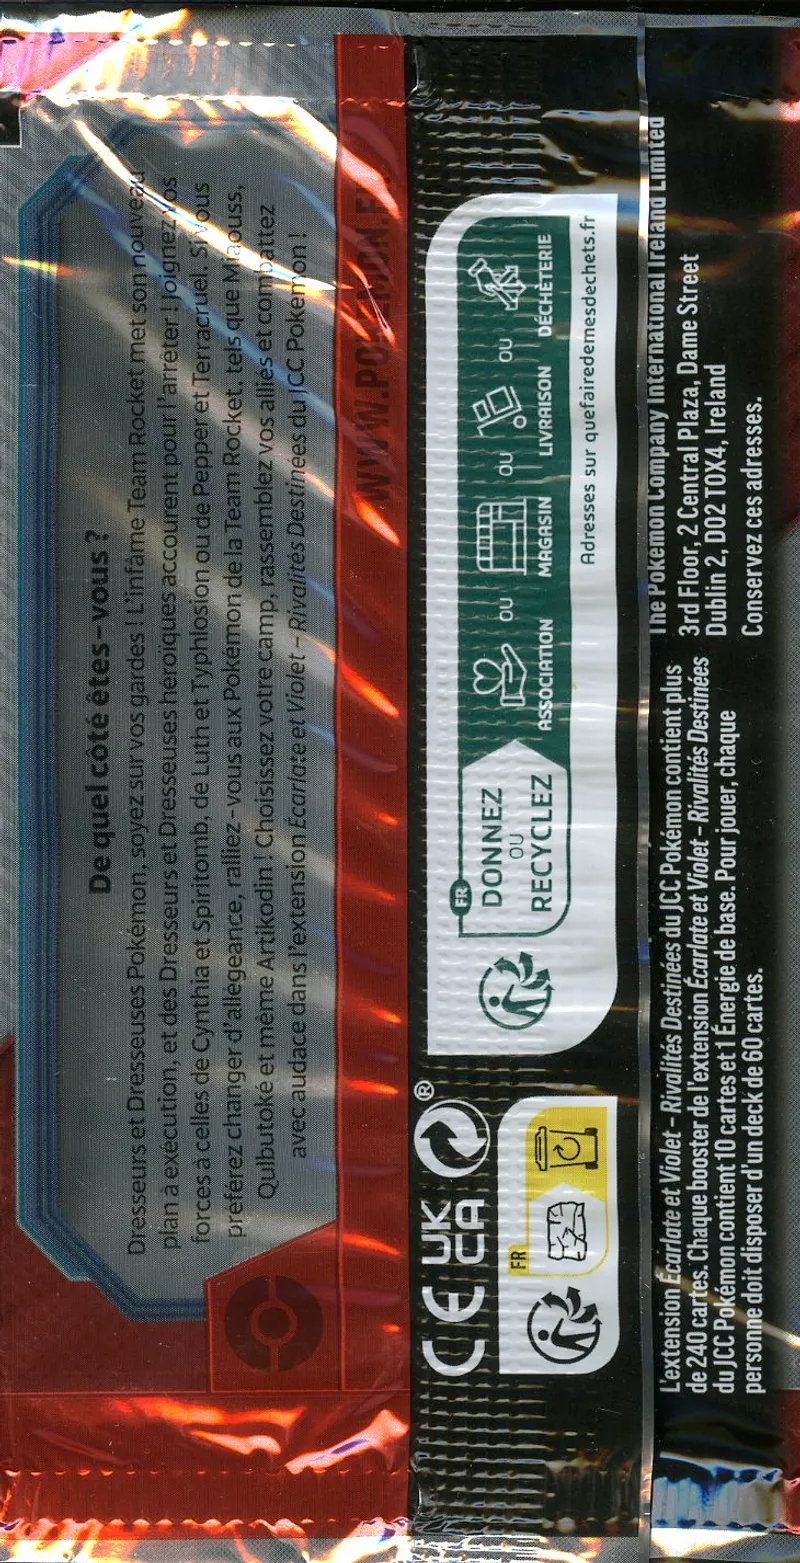 De quel côté êtes-vous ?
Dresseurs et Dresseuses Pokémon, soyez sur vos gardes ! L'infâme Team Rocket met son nouveau
plan à exécution, et des Dresseurs et Dresseuses héroïques accourent pour l'arrêter ! Joignez vos
forces à celles de Cynthia et Spiritomb, de Luth et Typhlosion ou de Pepper et Terracruel. Si vous
préférez changer d'allégeance, ralliez-vous aux Pokémon de la Team Rocket, tels que Miaouss,
Qulbutoké et même Artikodin ! Choisissez votre camp, rassemblez vos alliés et combattez
avec audace dans l'extension Écarlate et Violet – Rivalités Destinées du JCC Pokémon !
WWW.POKEMON.F
CE UK CA ®
FR
FR
DONNEZ
OU
RECYCLEZ
ASSOCIATION
OU
MAGASIN
OU
LIVRAISON
OU
DÉCHÈTERIE
Adresses sur quefairedemesdechets.fr
L'extension Écarlate et Violet - Rivalités Destinées du JCC Pokémon contient plus
de 240 cartes. Chaque booster de l'extension Écarlate et Violet - Rivalités Destinées
du JCC Pokémon contient 10 cartes et 1 Énergie de base. Pour jouer, chaque
personne doit disposer d'un deck de 60 cartes.
The Pokémon Company International Ireland Limited
3rd Floor, 2 Central Plaza, Dame Street
Dublin 2, D02 T0X4, Ireland
Conservez ces adresses.